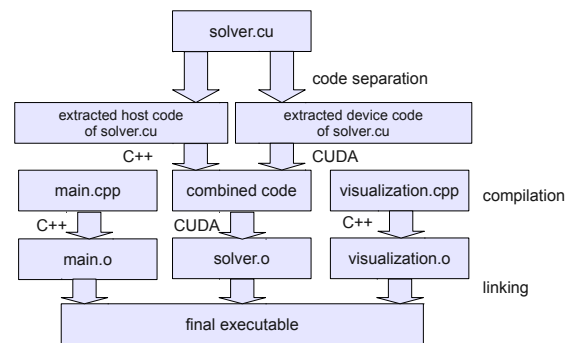 solver.cu
code separation
extracted host code
of solver.cu
extracted device code
of solver.cu
C++
CUDA
main.cpp
combined code
visualization.cpp
compilation
C++
CUDA
C++
main.o
solver.o
visualization.o
linking
final executable